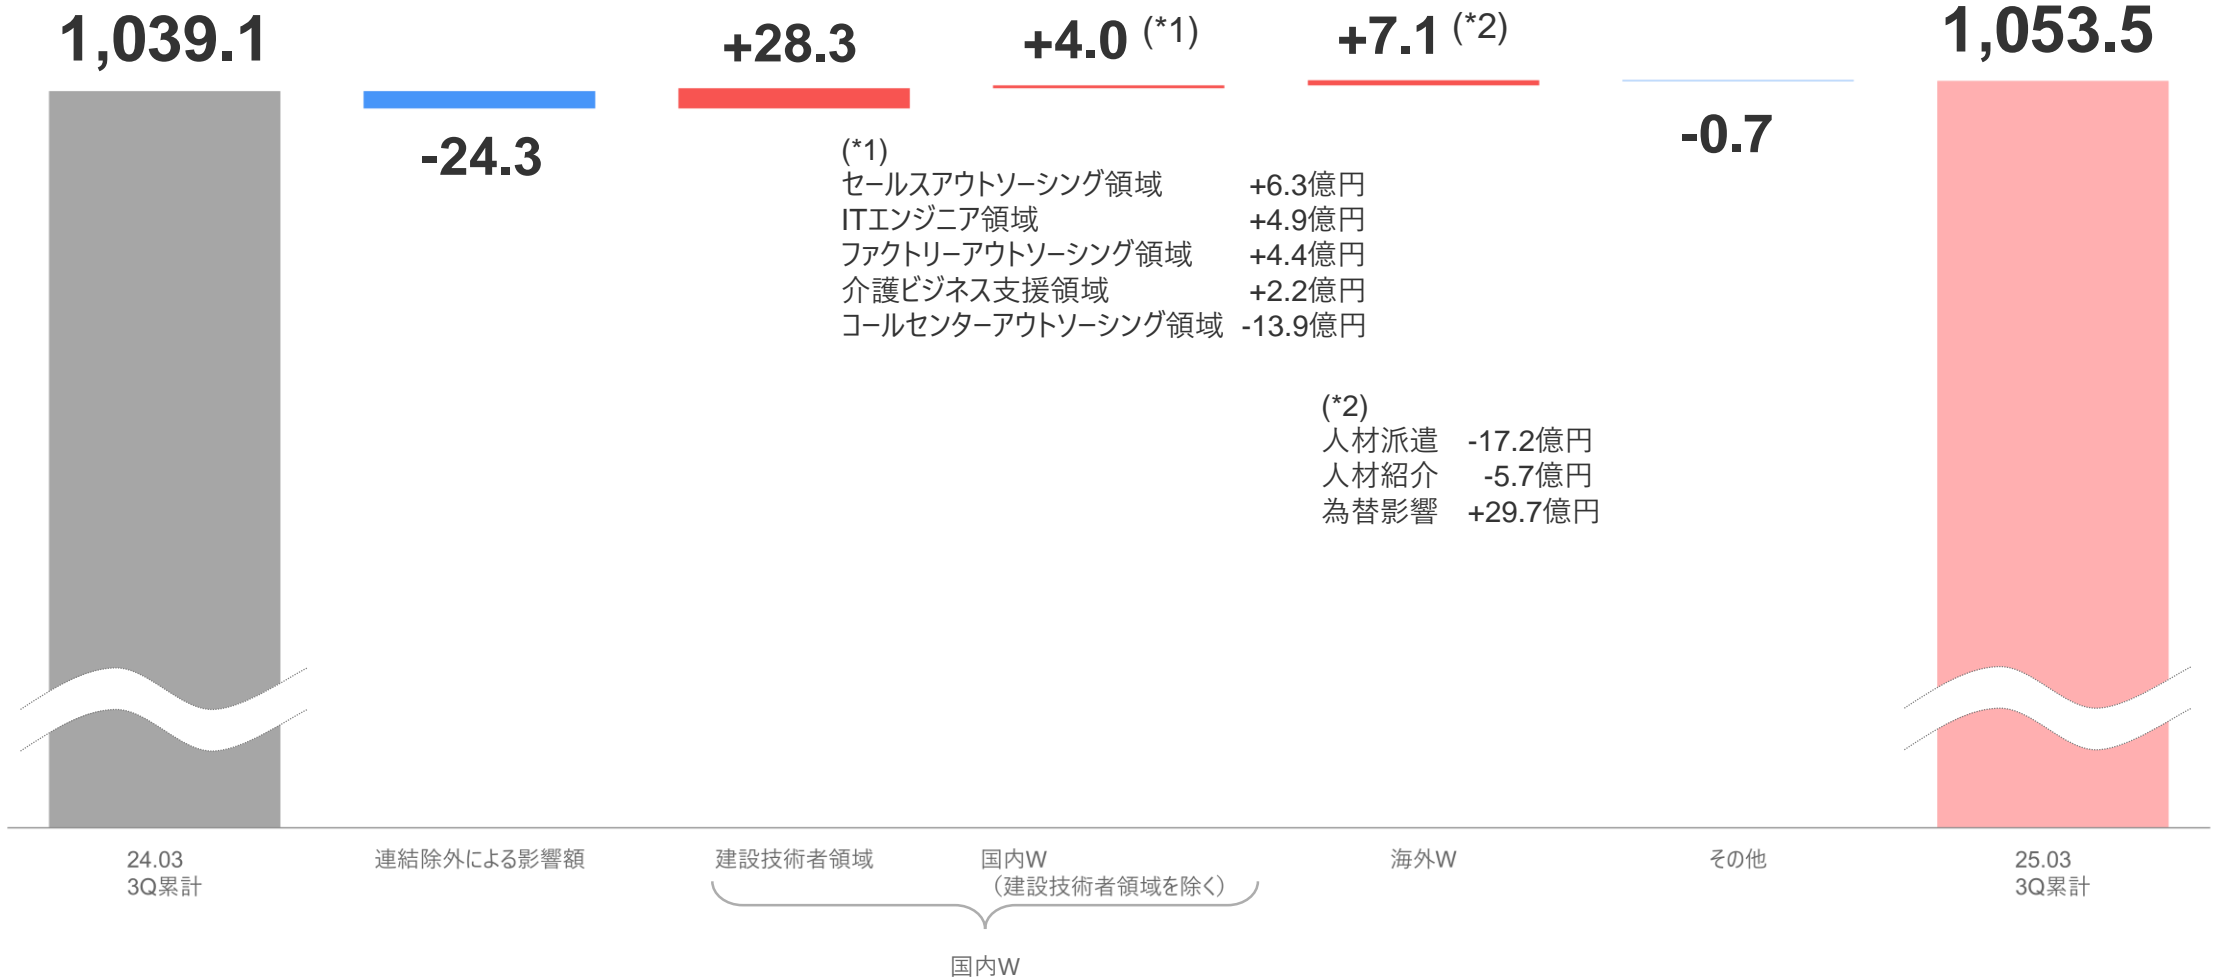 1,039.1
-24.3
+28.3
+4.0 (*1)
+7.1 (*2)
-0.7
1,053.5
(*1)
セールスアウトソーシング領域 +6.3億円
ITエンジニア領域 +4.9億円
ファクトリーアウトソーシング領域 +4.4億円
介護ビジネス支援領域 +2.2億円
コールセンターアウトソーシング領域 -13.9億円
(*2)
人材派遣 -17.2億円
人材紹介 -5.7億円
為替影響 +29.7億円
24.03
3Q累計
連結除外による影響額
建設技術者領域
国内W
（建設技術者領域を除く）
海外W
その他
25.03
3Q累計
国内W